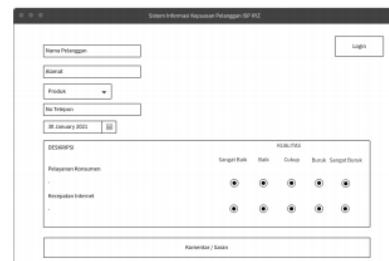 Sistem Informasi Kepuasan Pelanggan ISP XYZ
Login
Nama Pelanggan
Alamat
Produk
No Telepon
30 January 2021
DESKRIPSI
KUALITAS
Sangat Baik Baik Cukup Buruk Sangat Buruk
Pelayanan Konsumen
-
Kecepatan Internet
-
Komentar / Saran